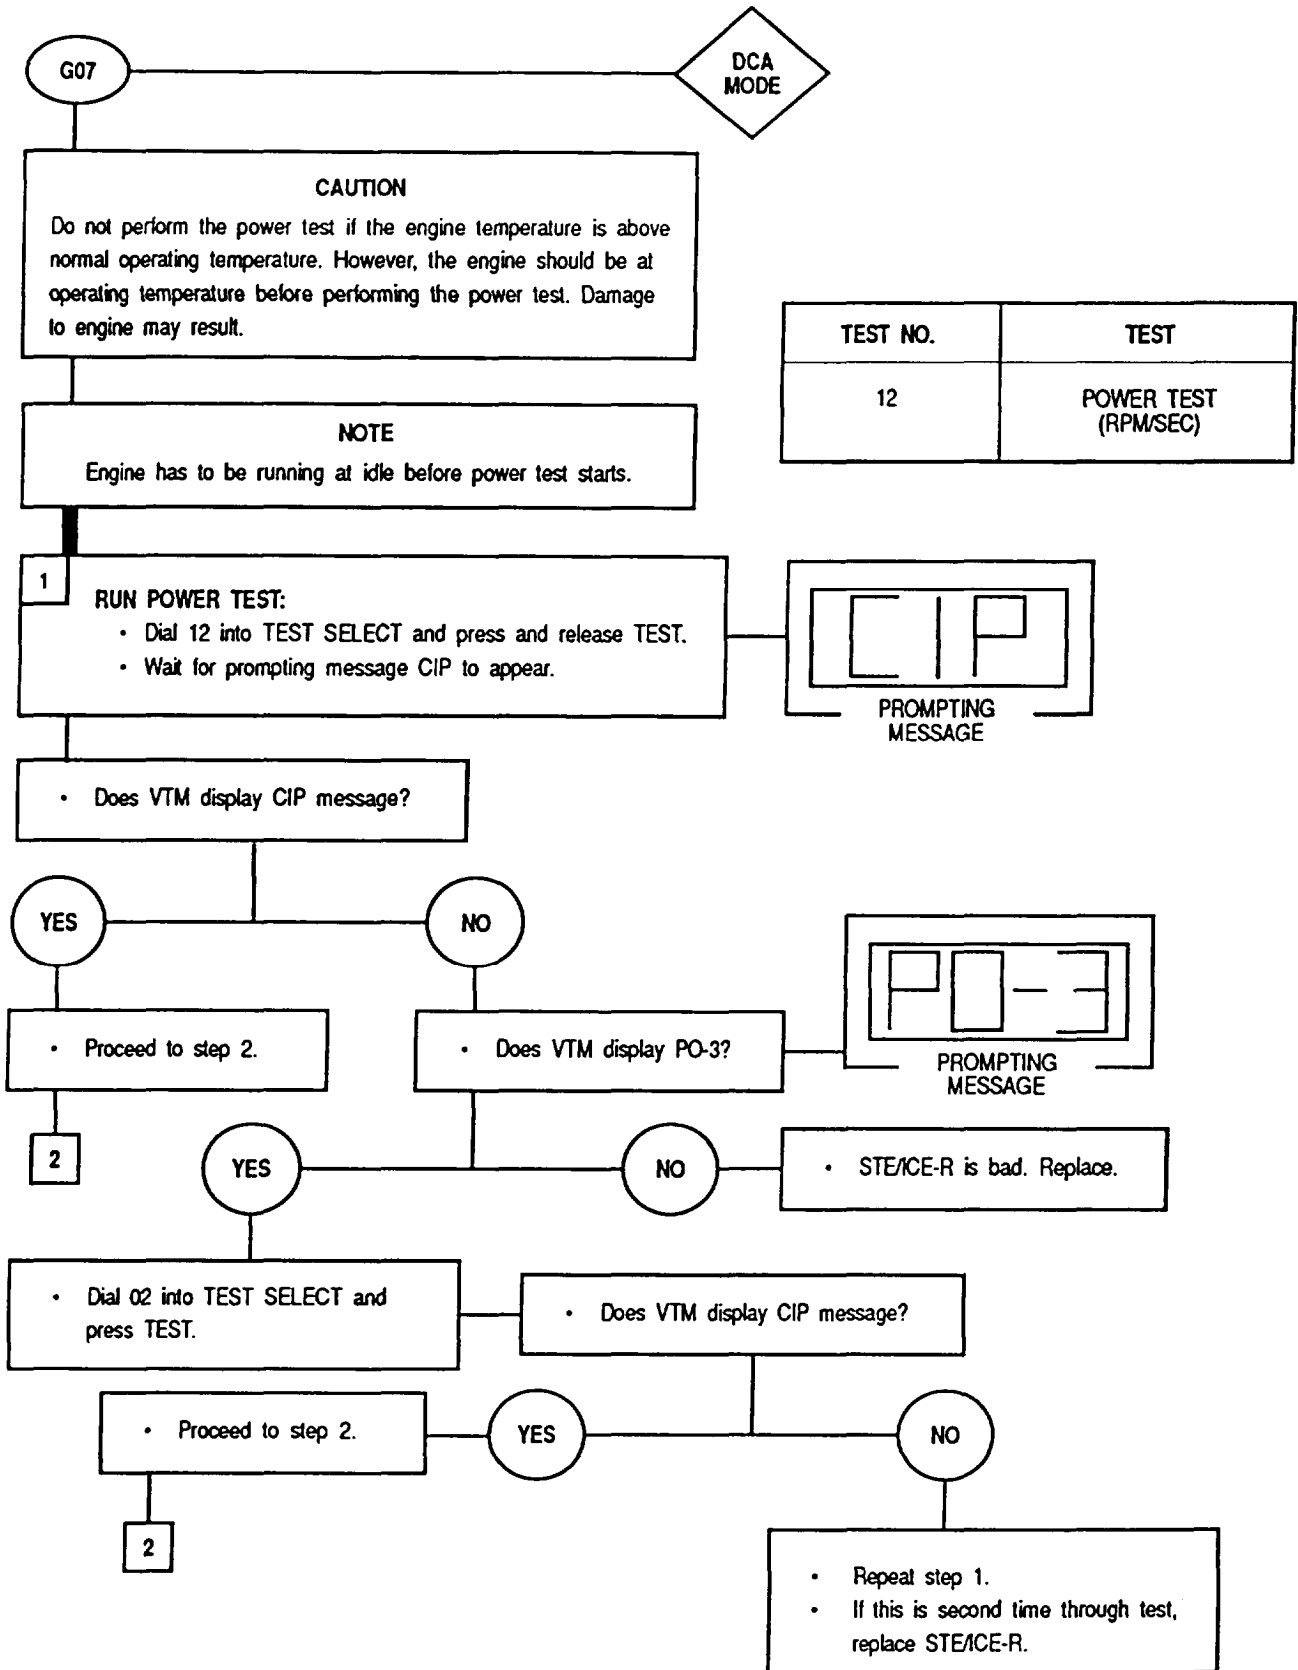 G07
DCA
MODE
CAUTION
Do not perform the power test if the engine temperature is above
normal operating temperature. However, the engine should be at
operating temperature before performing the power test. Damage
to engine may result.
TEST NO.
TEST
12
POWER TEST
(RPM/SEC)
NOTE
Engine has to be running at idle before power test starts.
1
RUN POWER TEST:
• Dial 12 into TEST SELECT and press and release TEST.
• Wait for prompting message CIP to appear.
CIP
PROMPTING
MESSAGE
• Does VTM display CIP message?
YES
NO
• Proceed to step 2.
• Does VTM display PO-3?
PO-3
PROMPTING
MESSAGE
2
YES
NO
• STE/ICE-R is bad. Replace.
• Dial 02 into TEST SELECT and
press TEST.
• Does VTM display CIP message?
• Proceed to step 2.
YES
NO
2
• Repeat step 1.
• If this is second time through test,
replace STE/ICE-R.